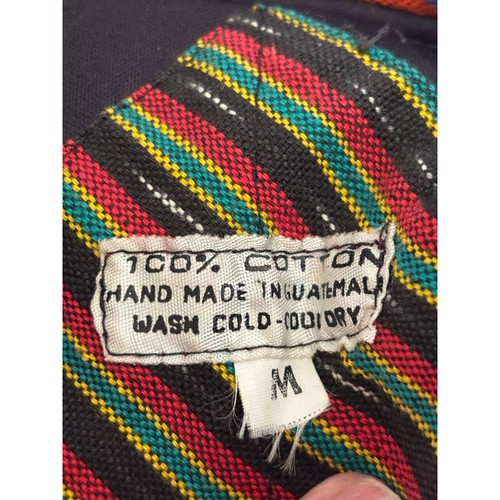 100% COTTON
HAND MADE IN GUATEMALA
WASH COLD-COOL DRY
M